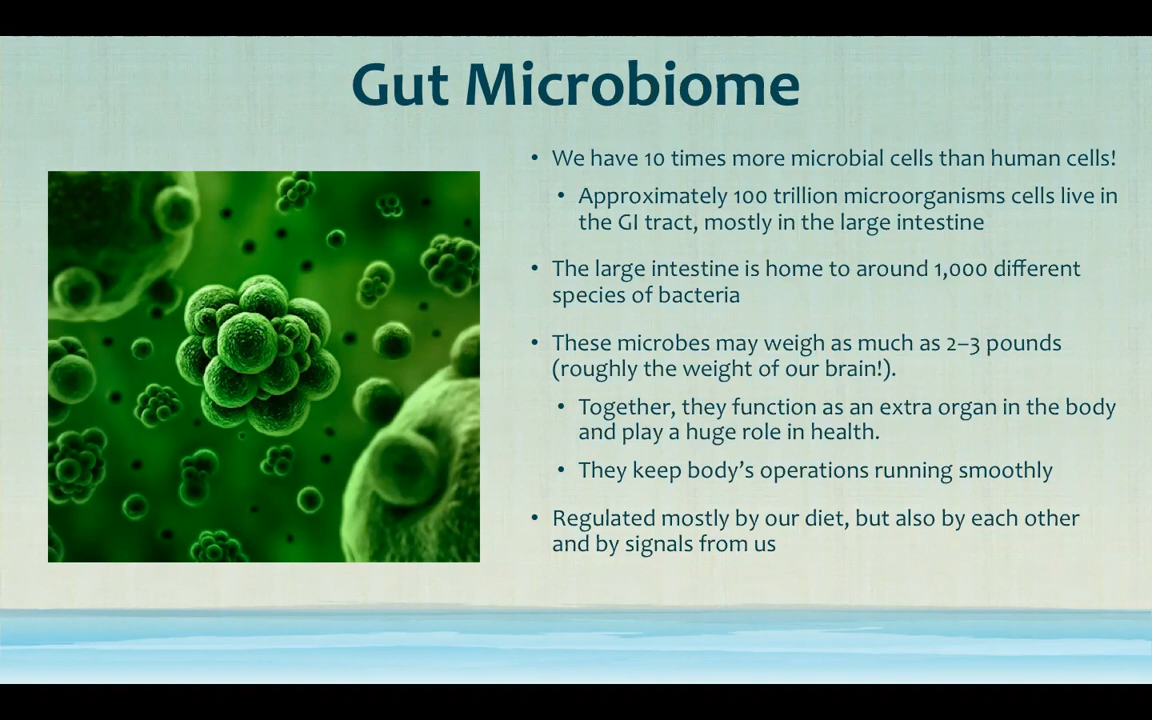 Gut Microbiome
• We have 10 times more microbial cells than human cells!
• Approximately 100 trillion microorganisms cells live in
the GI tract, mostly in the large intestine
• The large intestine is home to around 1,000 different
species of bacteria
• These microbes may weigh as much as 2–3 pounds
(roughly the weight of our brain!).
• Together, they function as an extra organ in the body
and play a huge role in health.
• They keep body’s operations running smoothly
• Regulated mostly by our diet, but also by each other
and by signals from us